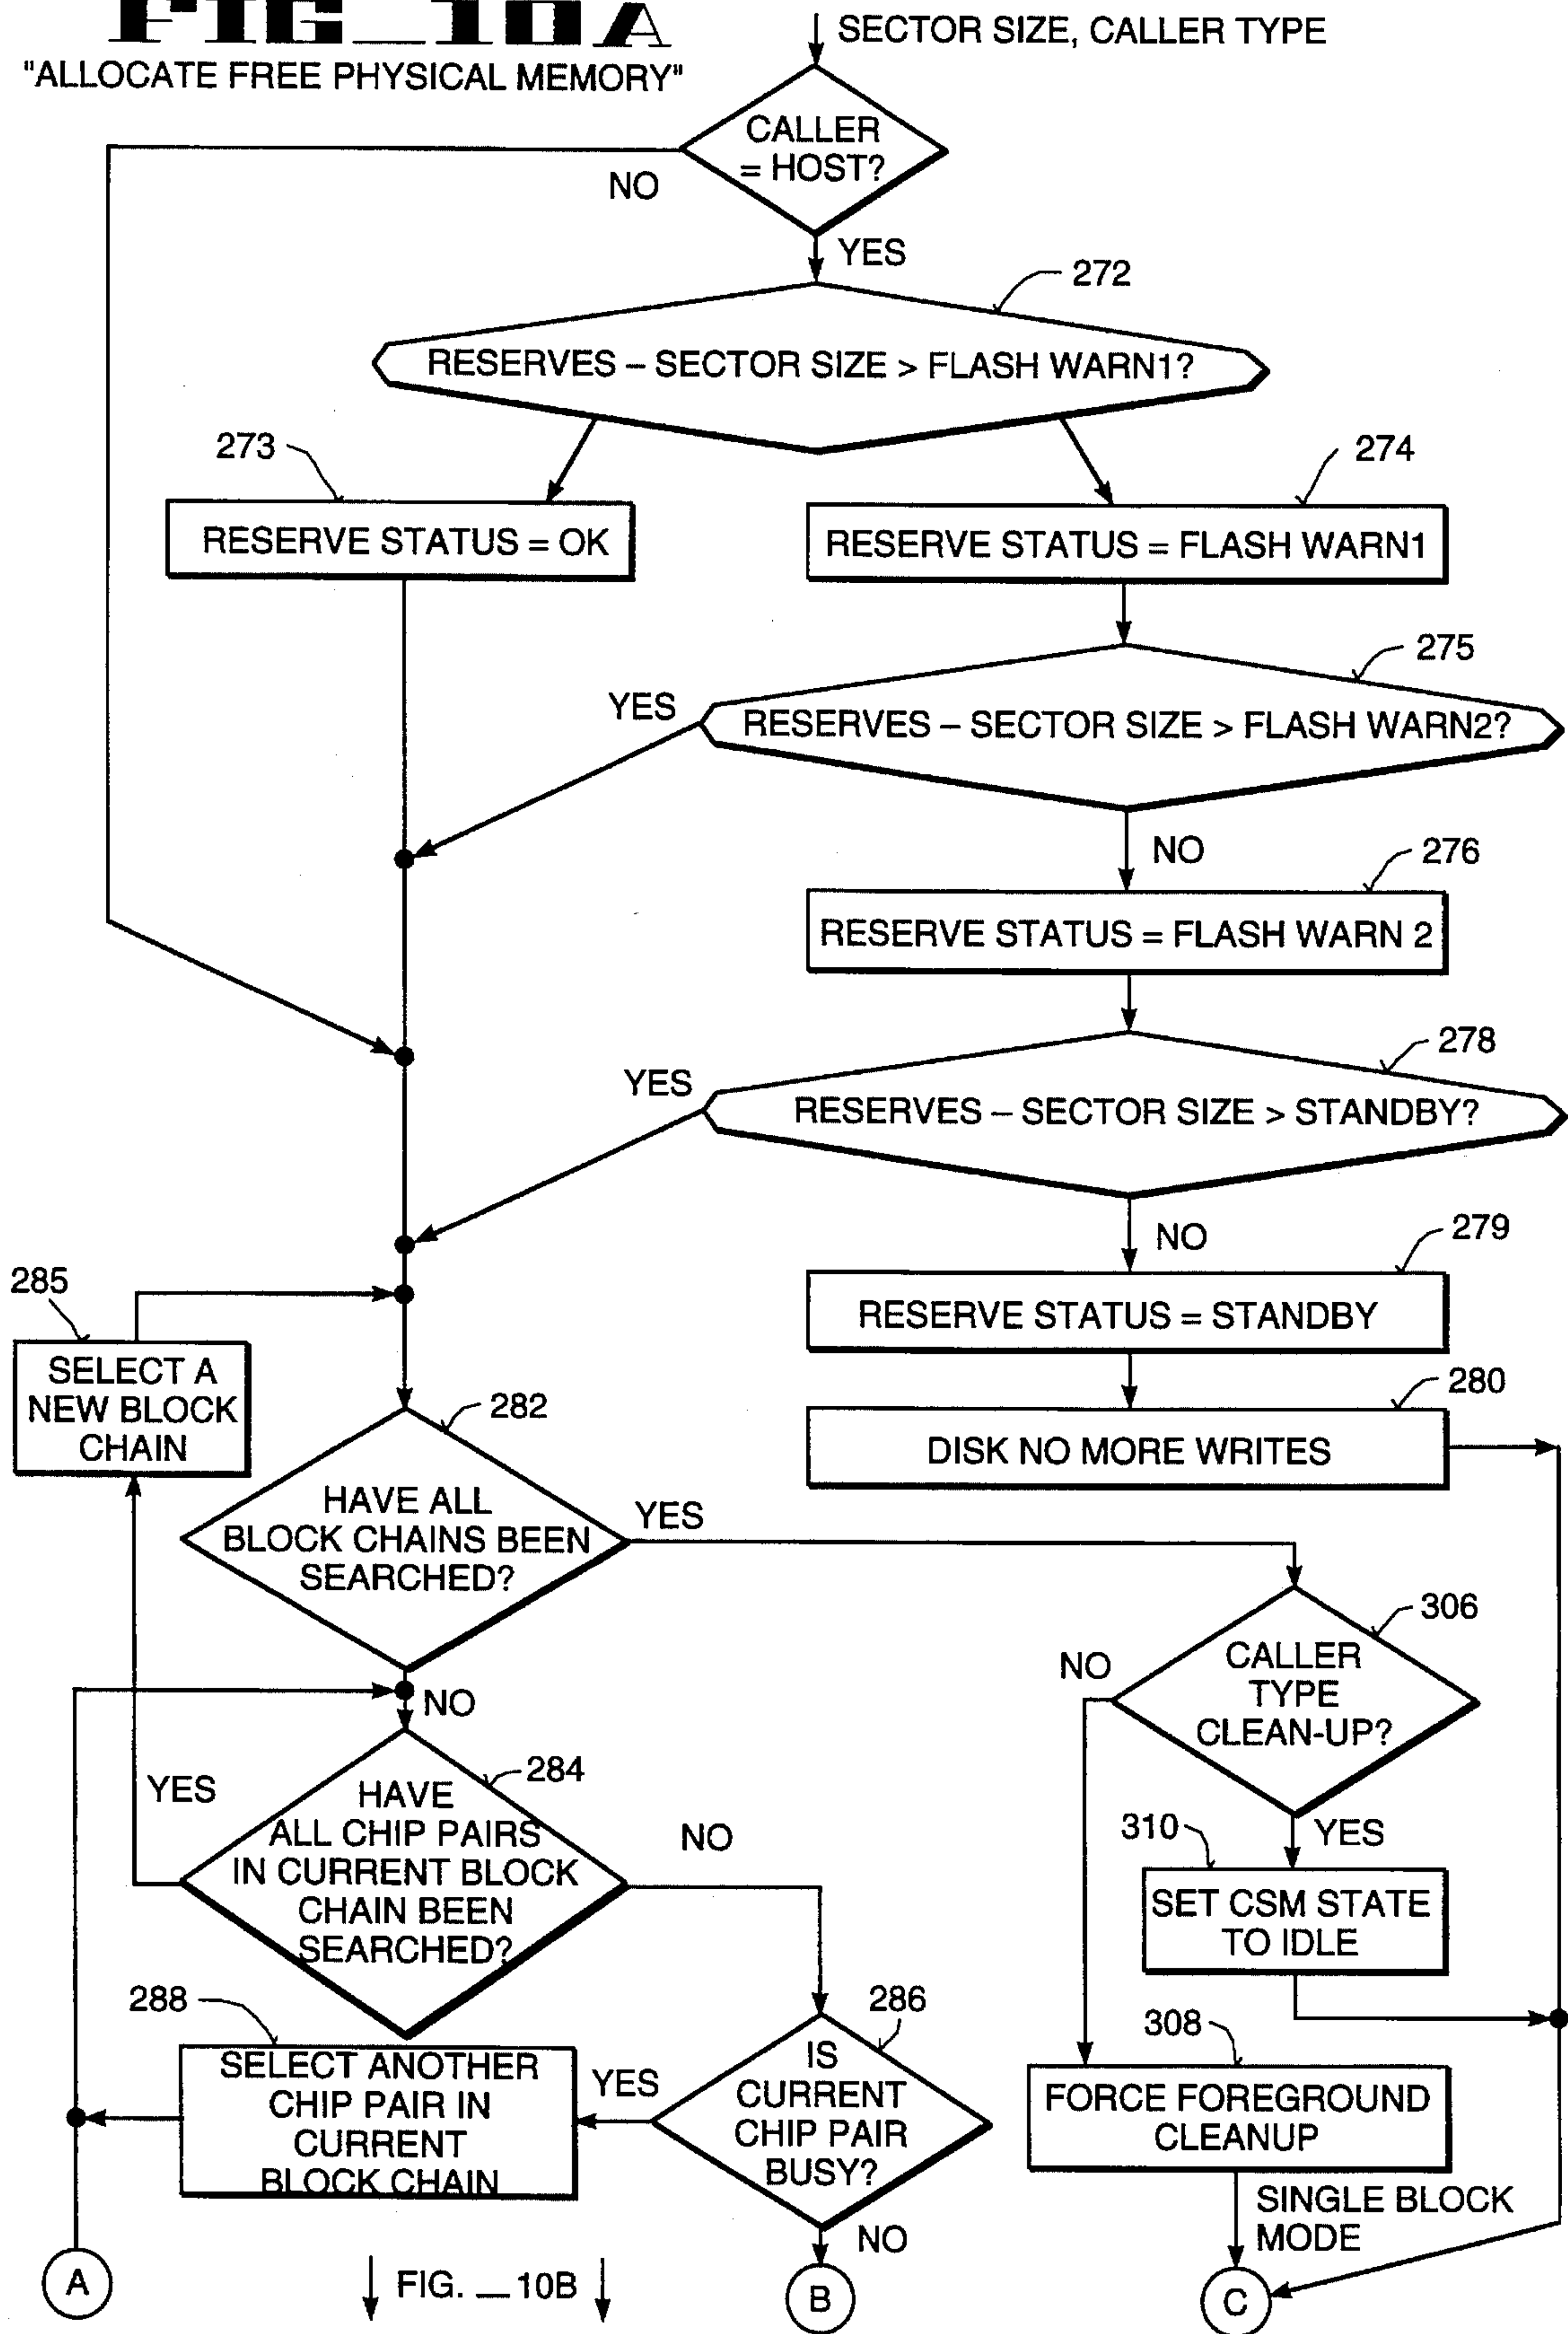 FIG_10A
"ALLOCATE FREE PHYSICAL MEMORY"
SECTOR SIZE, CALLER TYPE
CALLER
= HOST?
NO
YES
272
RESERVES – SECTOR SIZE > FLASH WARN1?
273
274
RESERVE STATUS = OK
RESERVE STATUS = FLASH WARN1
275
YES
RESERVES – SECTOR SIZE > FLASH WARN2?
NO
276
RESERVE STATUS = FLASH WARN 2
278
YES
RESERVES – SECTOR SIZE > STANDBY?
NO
279
RESERVE STATUS = STANDBY
285
SELECT A
NEW BLOCK
CHAIN
280
DISK NO MORE WRITES
282
HAVE ALL
BLOCK CHAINS BEEN
SEARCHED?
YES
NO
306
CALLER
TYPE
CLEAN-UP?
NO
YES
284
HAVE
ALL CHIP PAIRS
IN CURRENT BLOCK
CHAIN BEEN
SEARCHED?
YES
NO
310
SET CSM STATE
TO IDLE
288
SELECT ANOTHER
CHIP PAIR IN
CURRENT
BLOCK CHAIN
YES
286
IS
CURRENT
CHIP PAIR
BUSY?
NO
308
FORCE FOREGROUND
CLEANUP
SINGLE BLOCK
MODE
A
FIG. _ 10B
B
C